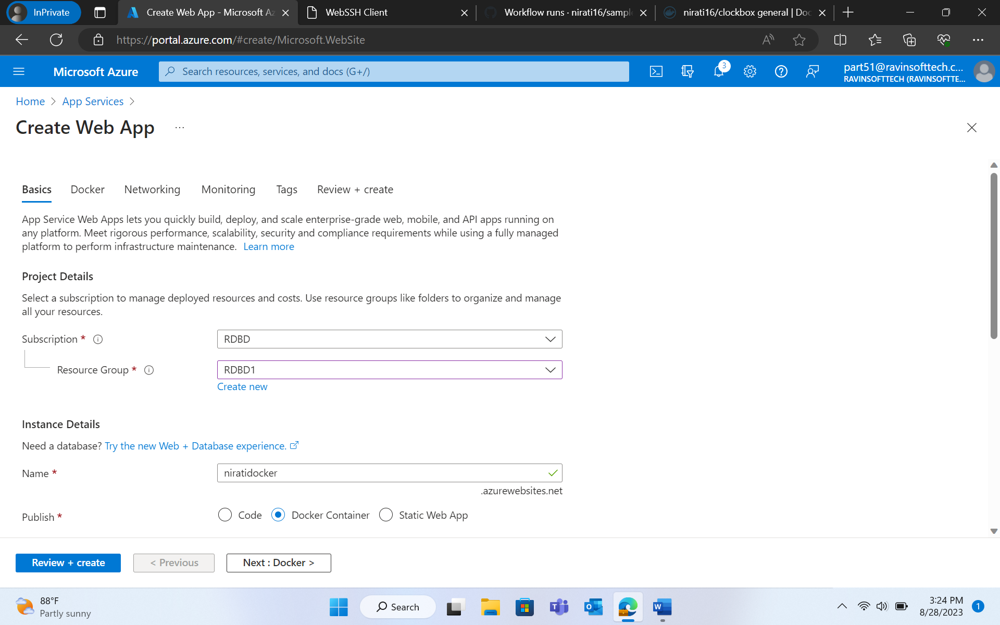 InPrivate
Create Web App - Microsoft Az
WebSSH Client
Workflow runs · nirati16/sample
nirati16/clockbox general | Doc
https://portal.azure.com/#create/Microsoft.WebSite
Microsoft Azure
Search resources, services, and docs (G+/)
3
part51@ravinsofttech.c...
RAVINSOFTTECH (RAVINSOFTTE...
Home > App Services >
Create Web App ...
Basics
Docker
Networking
Monitoring
Tags
Review + create
App Service Web Apps lets you quickly build, deploy, and scale enterprise-grade web, mobile, and API apps running on
any platform. Meet rigorous performance, scalability, security and compliance requirements while using a fully managed
platform to perform infrastructure maintenance. Learn more
Project Details
Select a subscription to manage deployed resources and costs. Use resource groups like folders to organize and manage
all your resources.
Subscription *
RDBD
Resource Group *
RDBD1
Create new
Instance Details
Need a database? Try the new Web + Database experience.
Name *
niratidocker
.azurewebsites.net
Publish *
Code
Docker Container
Static Web App
Review + create
< Previous
Next : Docker >
88°F
Partly sunny
Search
3:24 PM
8/28/2023
1